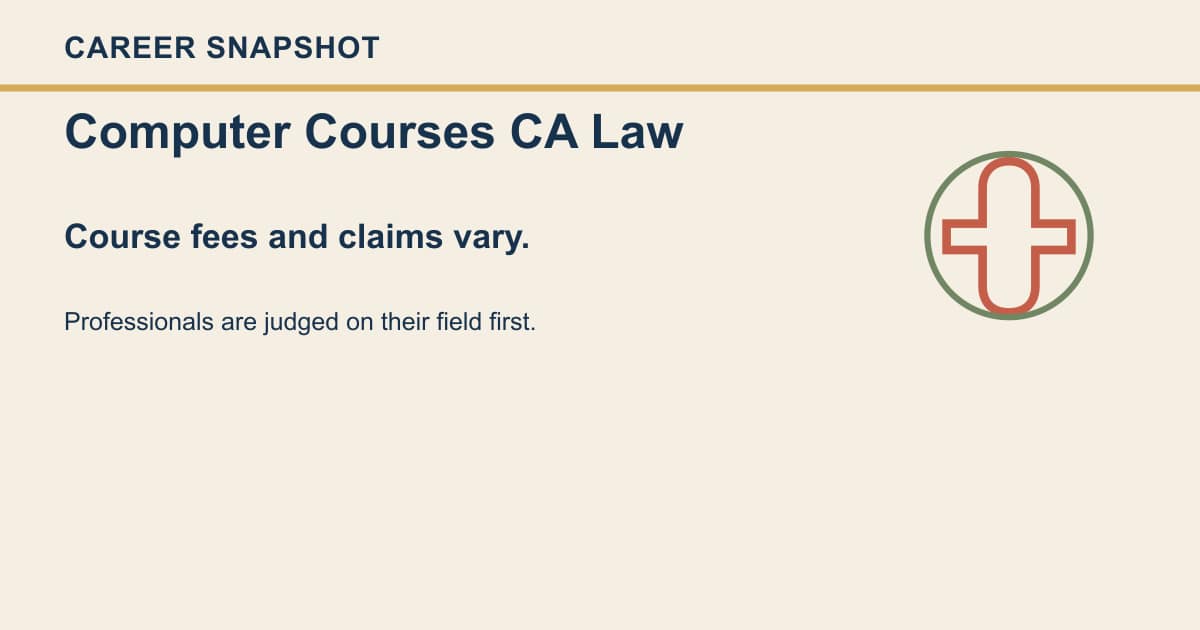 CAREER SNAPSHOT
Computer Courses CA Law
Course fees and claims vary.
Professionals are judged on their field first.